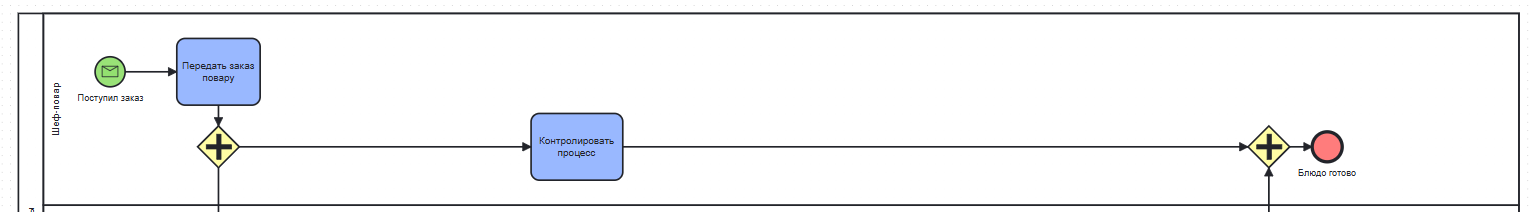 Шеф-повар
Поступил заказ
Передать заказ
повару
Контролировать
процесс
Блюдо готово